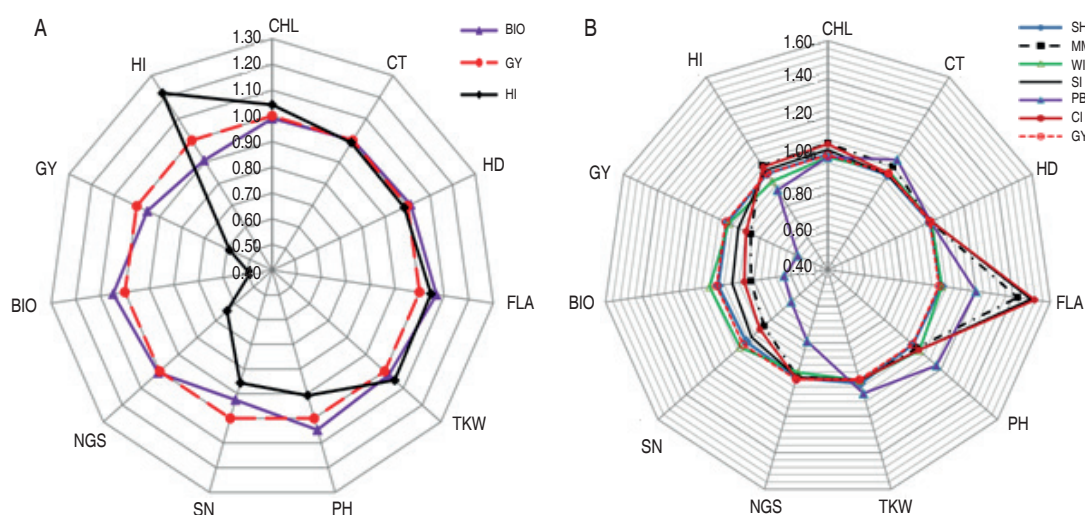 A
CHL
1.30
1.20
1.10
1.00
0.90
0.80
0.70
0.60
0.50
CT
HD
FLA
TKW
PH
SN
NGS
BIO
GY
HI
BIO
GY
HI
B
CHL
1.60
1.40
1.20
1.00
0.80
0.60
0.40
CT
HD
FLA
PH
TKW
NGS
SN
BIO
GY
HI
SH
WI
SI
CI
GY